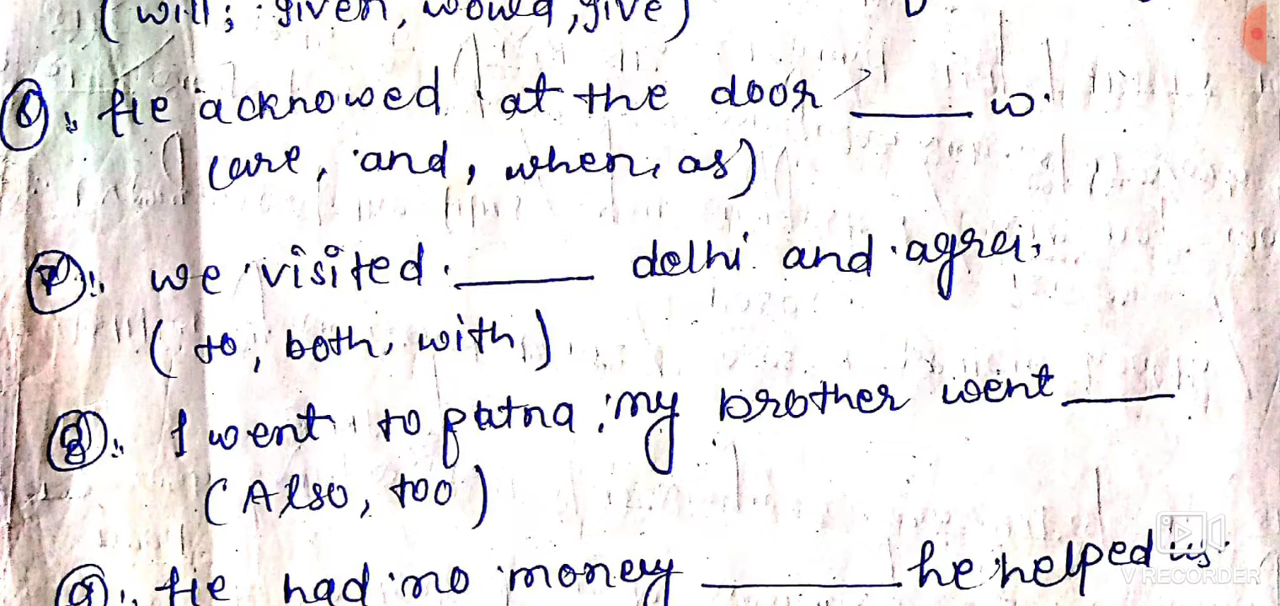 (will, given, would, give)
6. He acknowed at the door ____ w.
(are, and, when, as)
7. we visited ____ delhi and agra.
(to, both, with)
8. I went to patna, my brother went ____
(Also, too)
9. He had no money ____ he helped us
V RECORDER